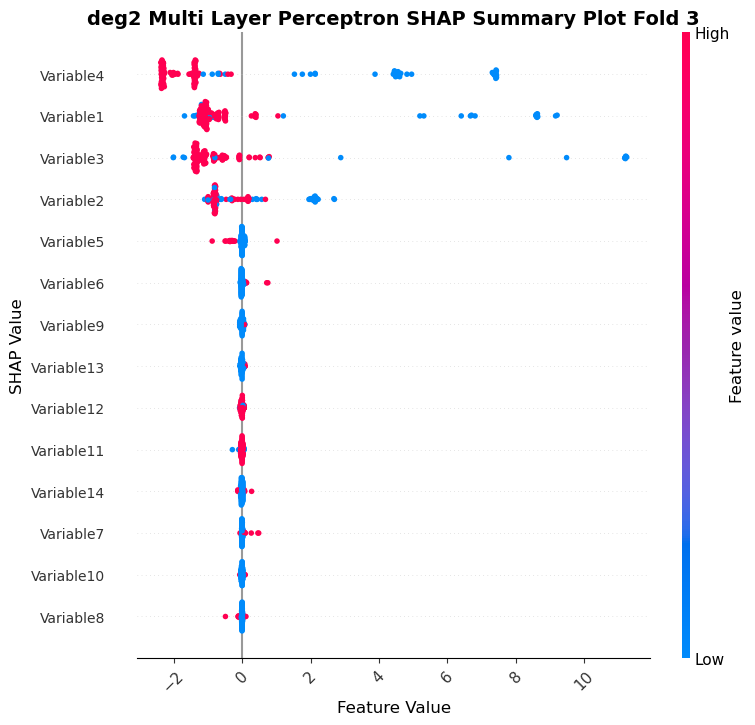 deg2 Multi Layer Perceptron SHAP Summary Plot Fold 3
High
Variable4
Variable1
Variable3
Variable2
Variable5
Variable6
Variable9
Variable13
Variable12
Variable11
Variable14
Variable7
Variable10
Variable8
SHAP Value
Feature value
Low
−2 0 2 4 6 8 10
Feature Value